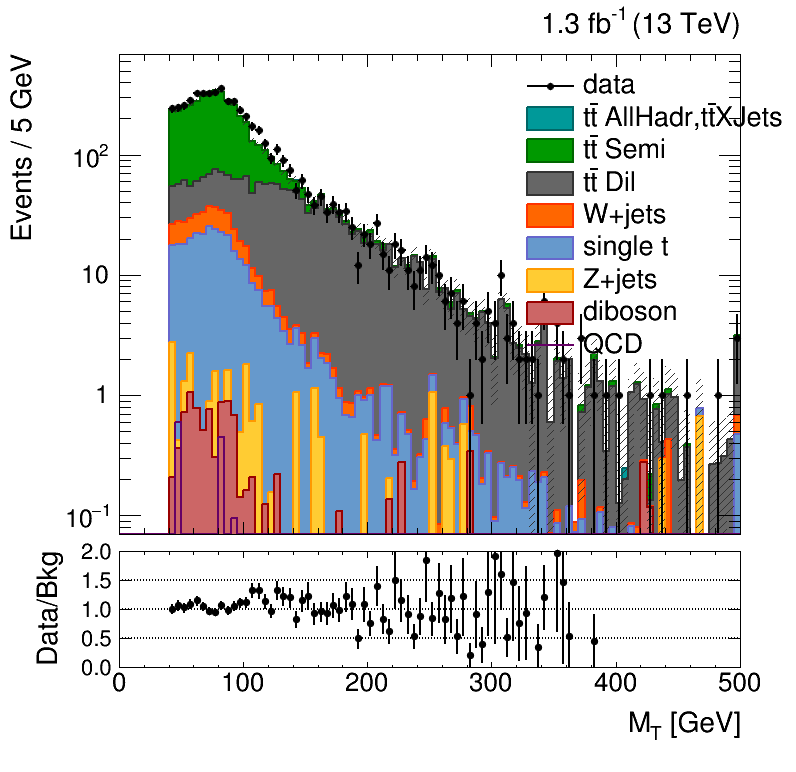 1.3 fb⁻¹ (13 TeV)
Events / 5 GeV
10²
10
1
10⁻¹
data
tt̄ AllHadr,tt̄XJets
tt̄ Semi
tt̄ Dil
W+jets
single t
Z+jets
diboson
QCD
Data/Bkg
2.0
1.5
1.0
0.5
0.0
0 100 200 300 400 500
M_T [GeV]